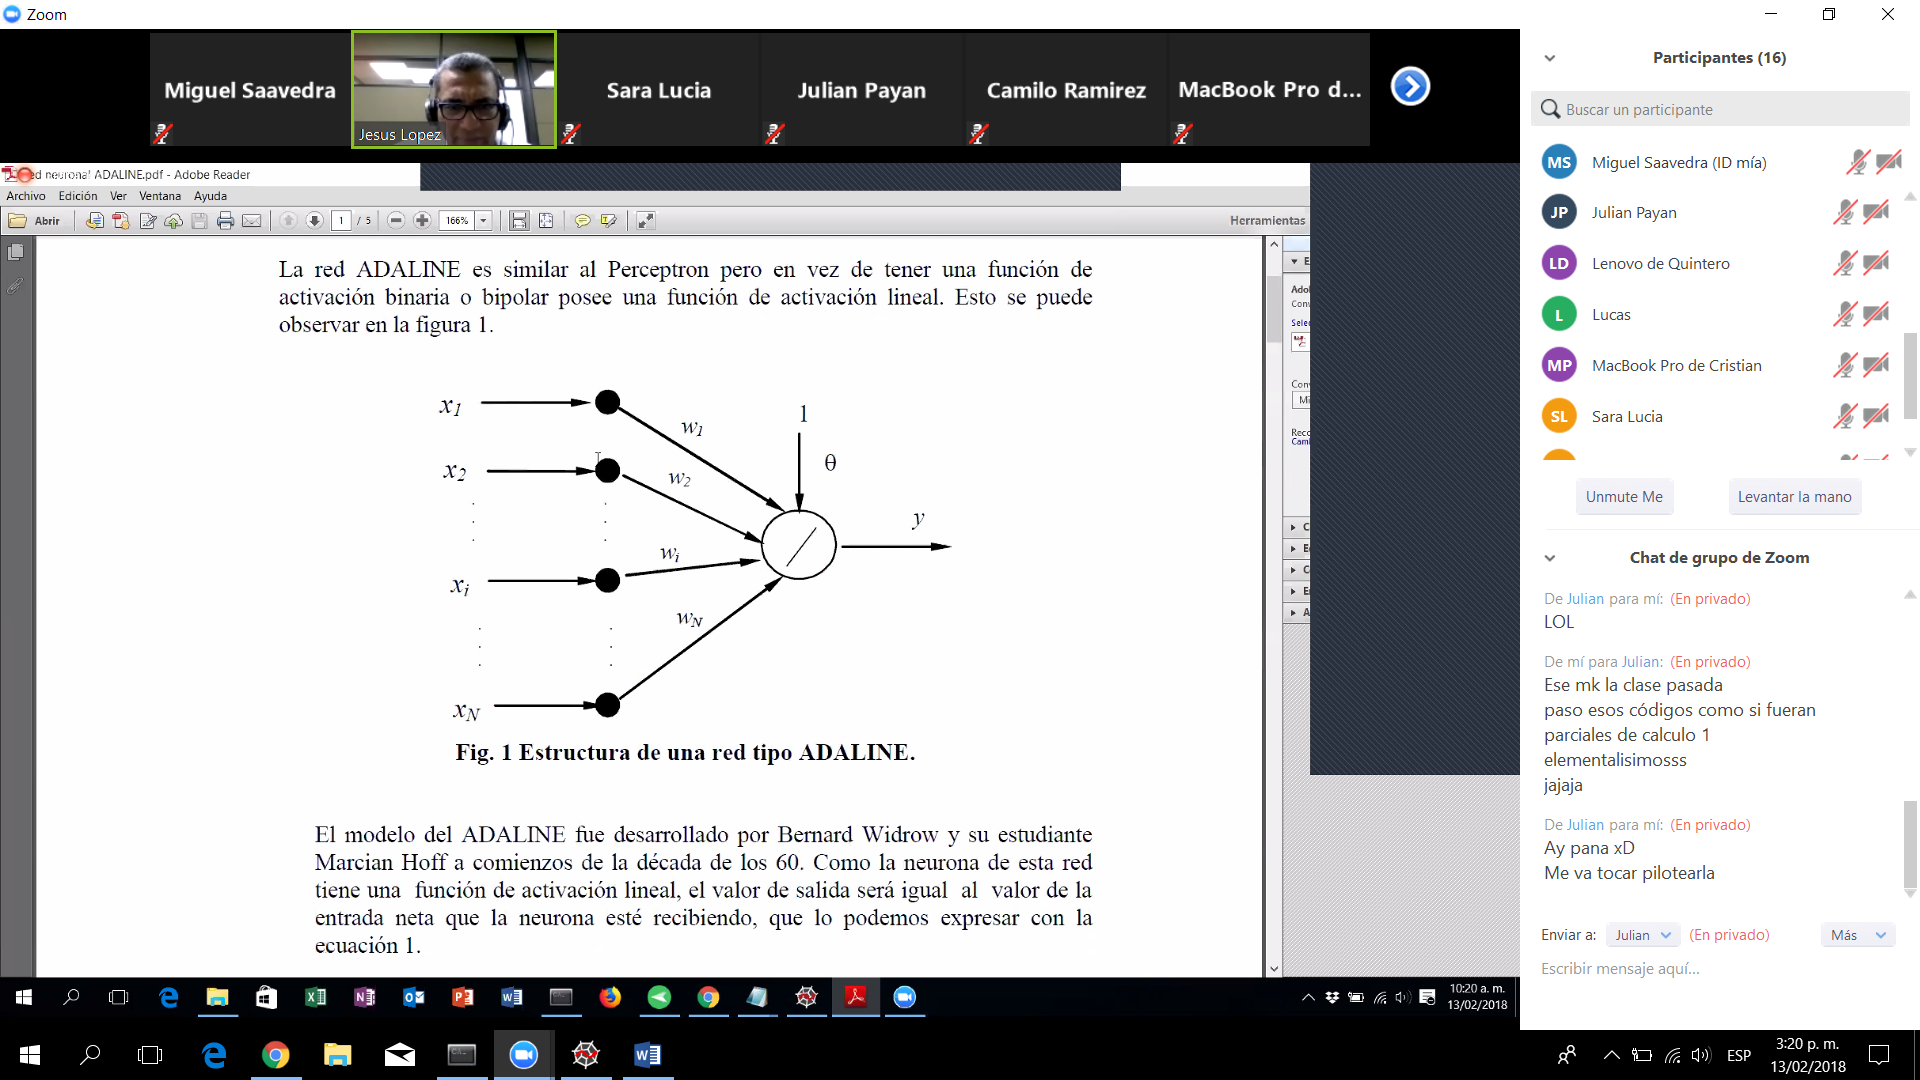 Zoom
Miguel Saavedra
Jesus Lopez
Sara Lucia
Julian Payan
Camilo Ramirez
MacBook Pro d...
ed neuronal ADALINE.pdf - Adobe Reader
Archivo Edición Ver Ventana Ayuda
Abrir 1 / 5 166% Herramientas
La red ADALINE es similar al Perceptron pero en vez de tener una función de
activación binaria o bipolar posee una función de activación lineal. Esto se puede
observar en la figura 1.
x1
w1
1
x2
w2
θ
y
xi
wi
xN
wN
Fig. 1 Estructura de una red tipo ADALINE.
El modelo del ADALINE fue desarrollado por Bernard Widrow y su estudiante
Marcian Hoff a comienzos de la década de los 60. Como la neurona de esta red
tiene una función de activación lineal, el valor de salida será igual al valor de la
entrada neta que la neurona esté recibiendo, que lo podemos expresar con la
ecuación 1.
10:20 a. m.
13/02/2018
Participantes (16)
Buscar un participante
MS Miguel Saavedra (ID mía)
JP Julian Payan
LD Lenovo de Quintero
L Lucas
MP MacBook Pro de Cristian
SL Sara Lucia
Unmute Me
Levantar la mano
Chat de grupo de Zoom
De Julian para mí: (En privado)
LOL
De mí para Julian: (En privado)
Ese mk la clase pasada
paso esos códigos como si fueran
parciales de calculo 1
elementalisimosss
jajaja
De Julian para mí: (En privado)
Ay pana xD
Me va tocar pilotearla
Enviar a: Julian (En privado) Más
Escribir mensaje aquí...
ESP
3:20 p. m.
13/02/2018